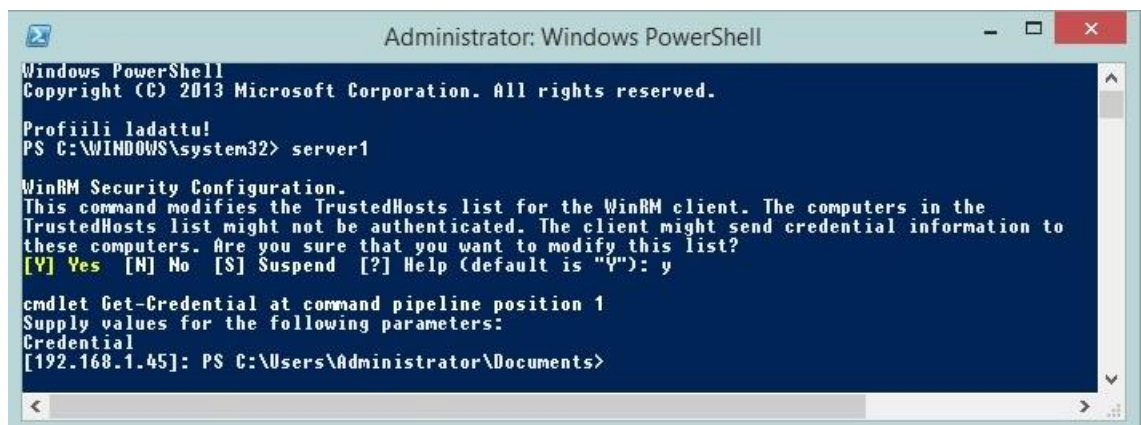 Administrator: Windows PowerShell
Windows PowerShell
Copyright (C) 2013 Microsoft Corporation. All rights reserved.
Profiili ladattu!
PS C:\WINDOWS\system32> server1
WinRM Security Configuration.
This command modifies the TrustedHosts list for the WinRM client. The computers in the
TrustedHosts list might not be authenticated. The client might send credential information to
these computers. Are you sure that you want to modify this list?
[Y] Yes  [N] No  [S] Suspend  [?] Help (default is "Y"): y
cmdlet Get-Credential at command pipeline position 1
Supply values for the following parameters:
Credential
[192.168.1.45]: PS C:\Users\Administrator\Documents>